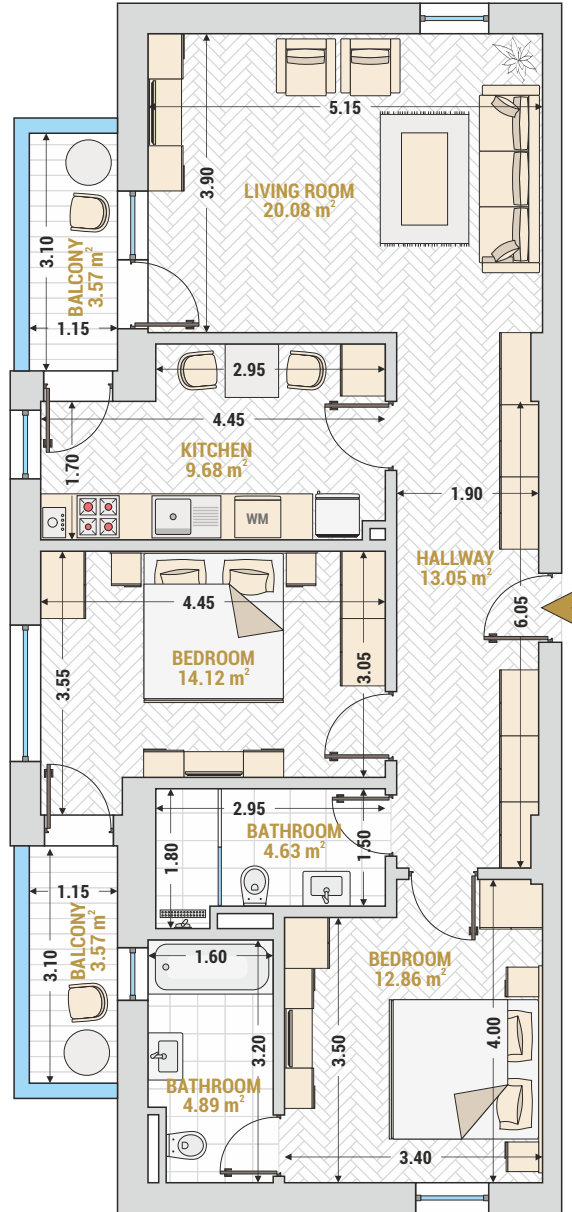 5.15
3.90
LIVING ROOM
20.08 m²
3.10
BALCONY
3.57 m²
1.15
2.95
4.45
KITCHEN
9.68 m²
1.70
WM
1.90
HALLWAY
13.05 m²
6.05
4.45
BEDROOM
14.12 m²
3.55
3.05
2.95
BATHROOM
4.63 m²
1.80
1.50
1.15
3.10
BALCONY
3.57 m²
1.60
BEDROOM
12.86 m²
3.20
3.50
4.00
BATHROOM
4.89 m²
3.40